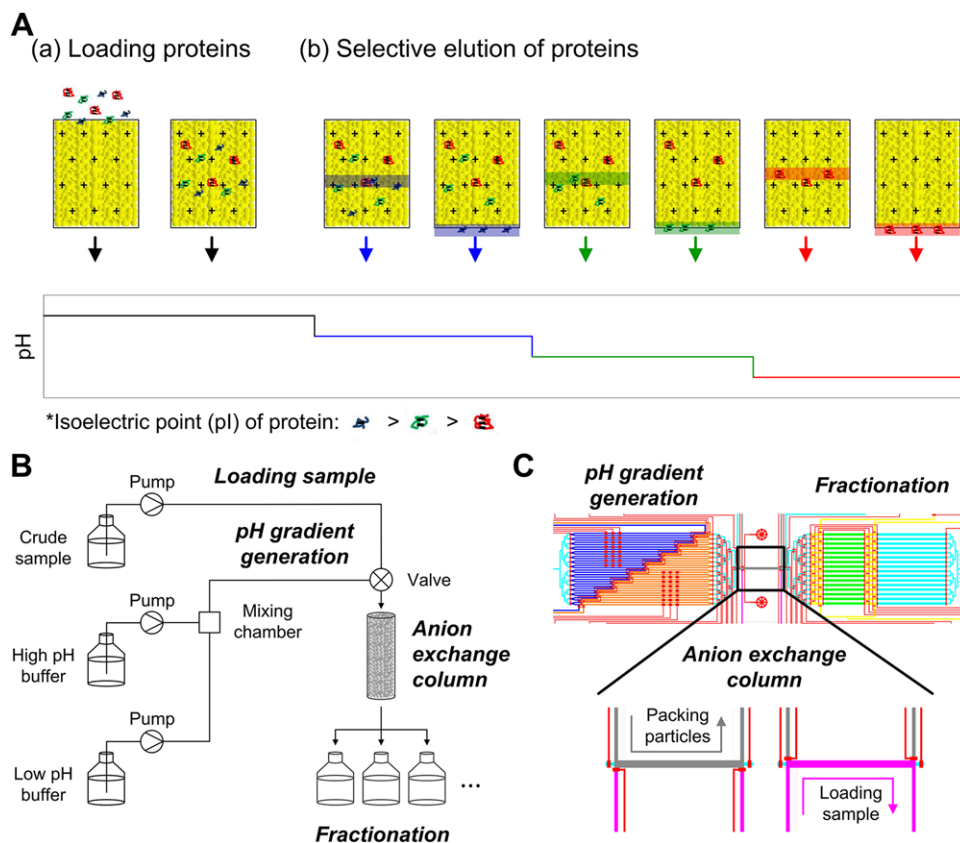 A
(a) Loading proteins
(b) Selective elution of proteins
pH
*Isoelectric point (pI) of protein: > >
B
Loading sample
Pump
Crude sample
pH gradient generation
Valve
Pump
Mixing chamber
High pH buffer
Anion exchange column
Pump
Low pH buffer
...
Fractionation
C
pH gradient generation
Fractionation
Anion exchange column
Packing particles
Loading sample